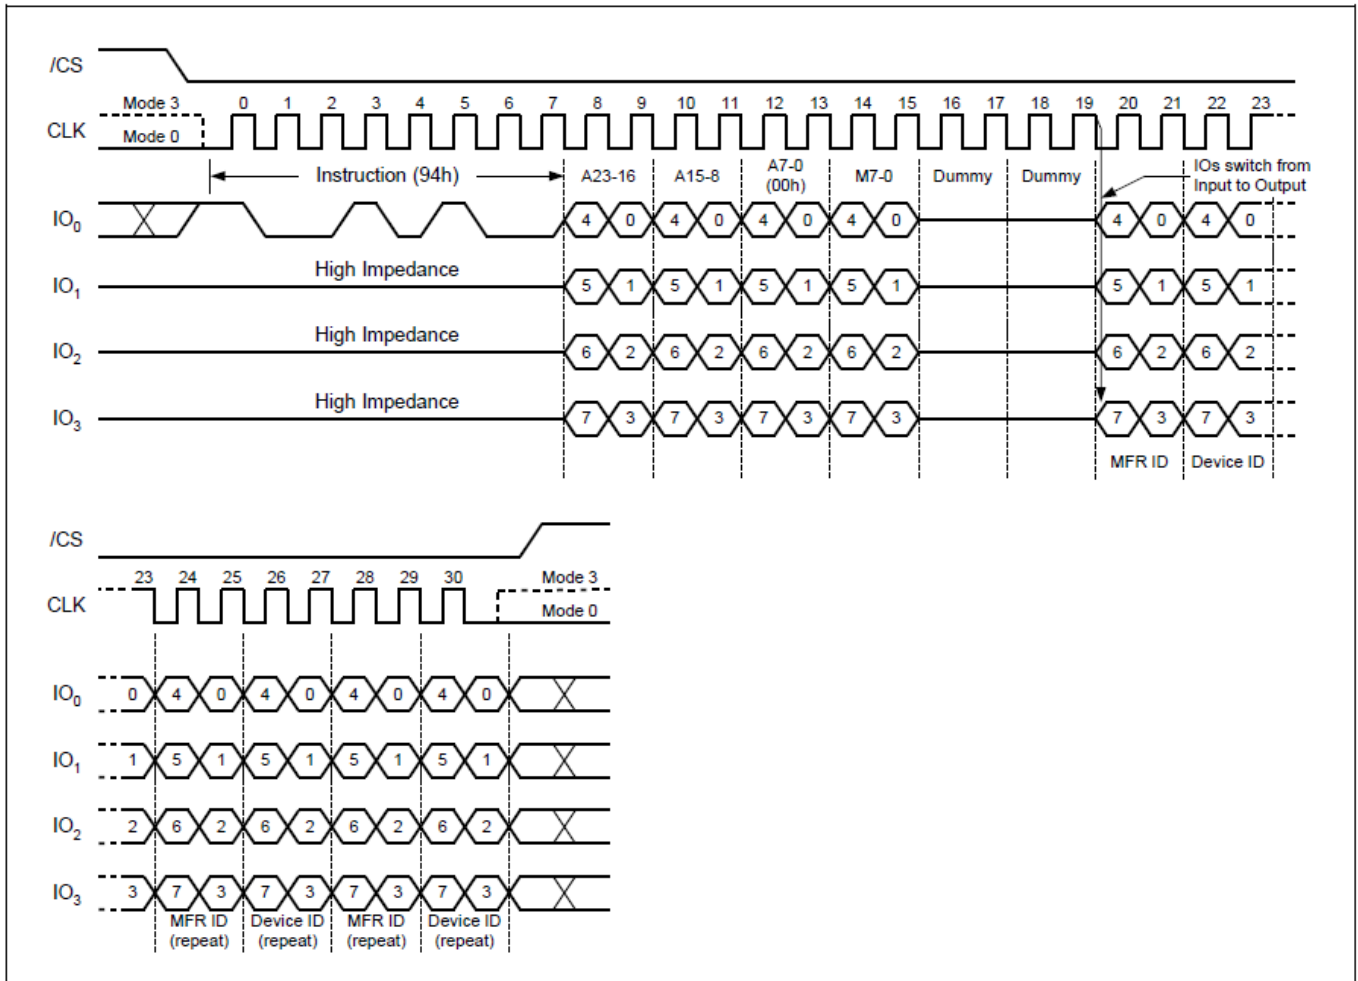 /CS
Mode 3 0 1 2 3 4 5 6 7 8 9 10 11 12 13 14 15 16 17 18 19 20 21 22 23
CLK
Mode 0
Instruction (94h) A23-16 A15-8 A7-0 (00h) M7-0 Dummy Dummy IOs switch from
Input to Output
IO0 4 0 4 0 4 0 4 0 4 0 4 0
High Impedance
IO1 5 1 5 1 5 1 5 1 5 1 5 1
High Impedance
IO2 6 2 6 2 6 2 6 2 6 2 6 2
High Impedance
IO3 7 3 7 3 7 3 7 3 7 3 7 3
MFR ID Device ID
/CS
23 24 25 26 27 28 29 30 Mode 3
CLK
Mode 0
IO0 0 4 0 4 0 4 0 4 0
IO1 1 5 1 5 1 5 1 5 1
IO2 2 6 2 6 2 6 2 6 2
IO3 3 7 3 7 3 7 3 7 3
MFR ID Device ID MFR ID Device ID
(repeat) (repeat) (repeat) (repeat)